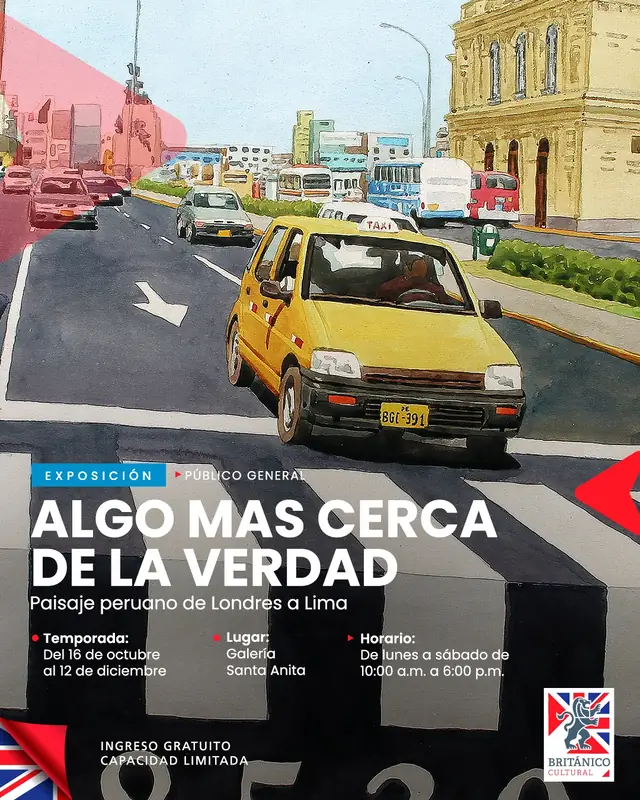 TAXI
PE
BGI-391
EXPOSICIÓN
PÚBLICO GENERAL
ALGO MAS CERCA
DE LA VERDAD
Paisaje peruano de Londres a Lima
Temporada:
Del 16 de octubre
al 12 de diciembre
Lugar:
Galería
Santa Anita
Horario:
De lunes a sábado de
10:00 a.m. a 6:00 p.m.
INGRESO GRATUITO
CAPACIDAD LIMITADA
BRITÁNICO
CULTURAL